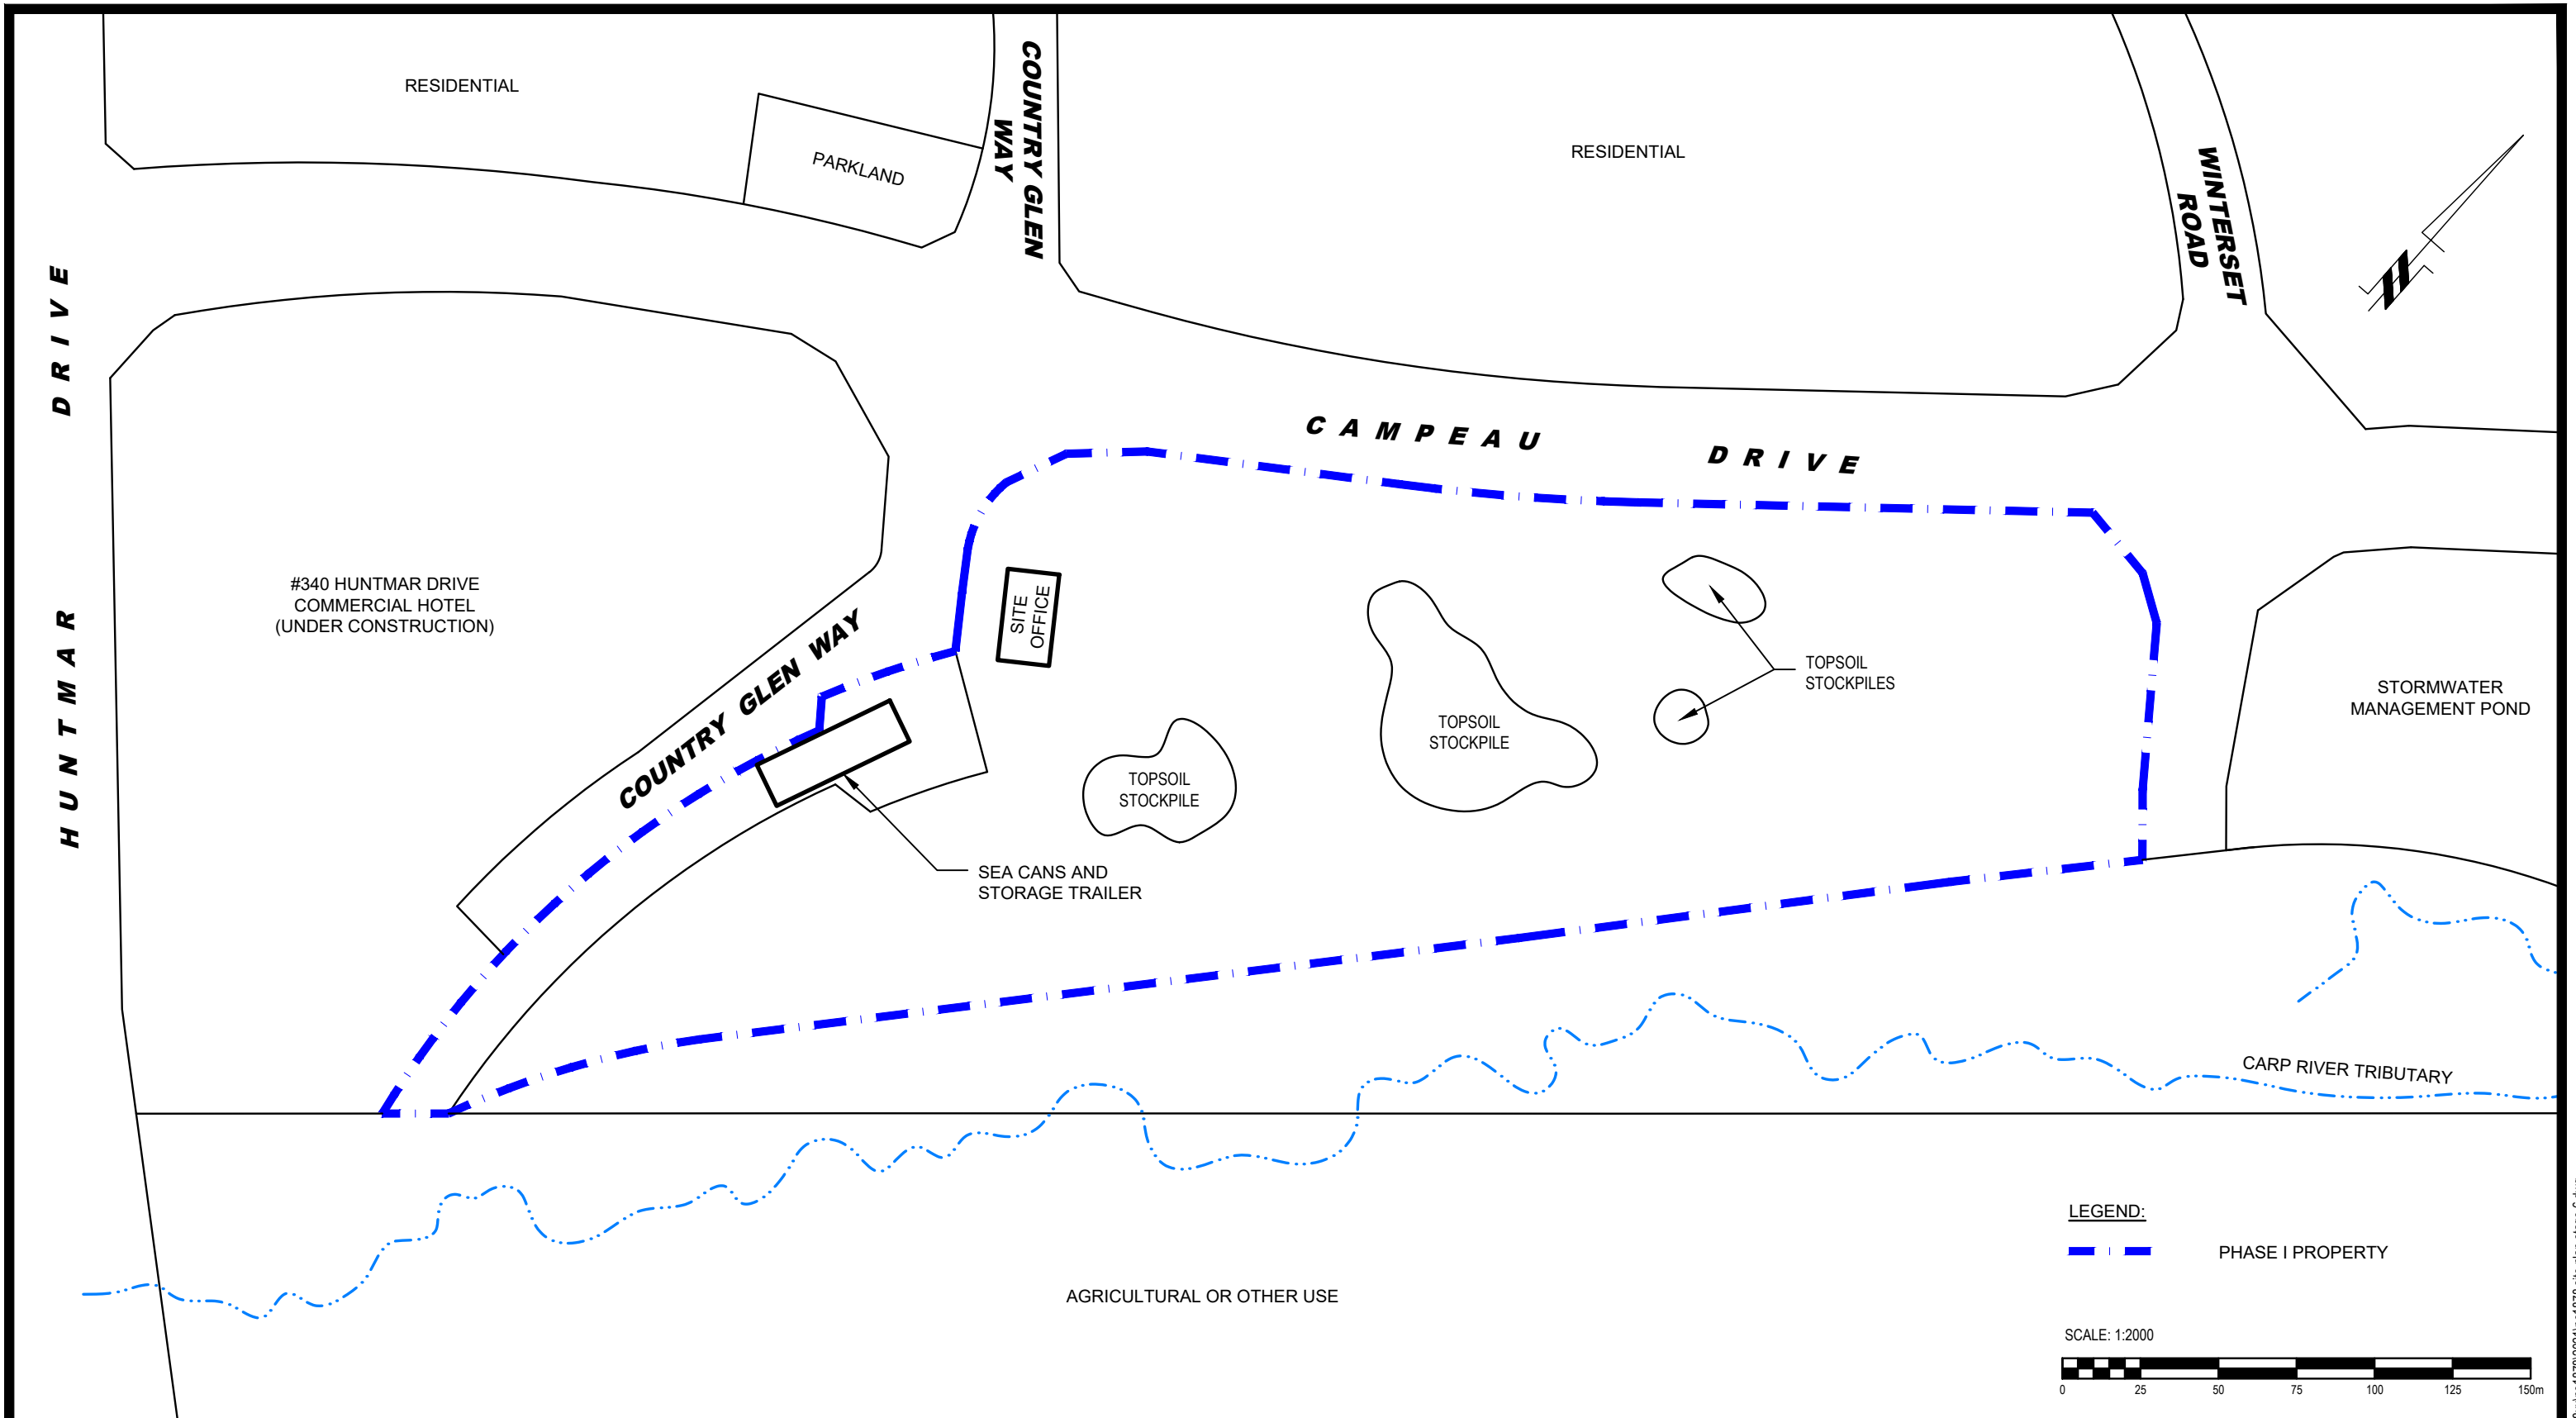 RESIDENTIAL
PARKLAND
COUNTRY GLEN
WAY
RESIDENTIAL
WINTERSET
ROAD
HUNTMAR DRIVE
CAMPEAU DRIVE
#340 HUNTMAR DRIVE
COMMERCIAL HOTEL
(UNDER CONSTRUCTION)
COUNTRY GLEN WAY
SITE
OFFICE
TOPSOIL
STOCKPILES
TOPSOIL
STOCKPILE
TOPSOIL
STOCKPILE
STORMWATER
MANAGEMENT POND
SEA CANS AND
STORAGE TRAILER
CARP RIVER TRIBUTARY
AGRICULTURAL OR OTHER USE
LEGEND:
PHASE I PROPERTY
SCALE: 1:2000
0 25 50 75 100 125 150m